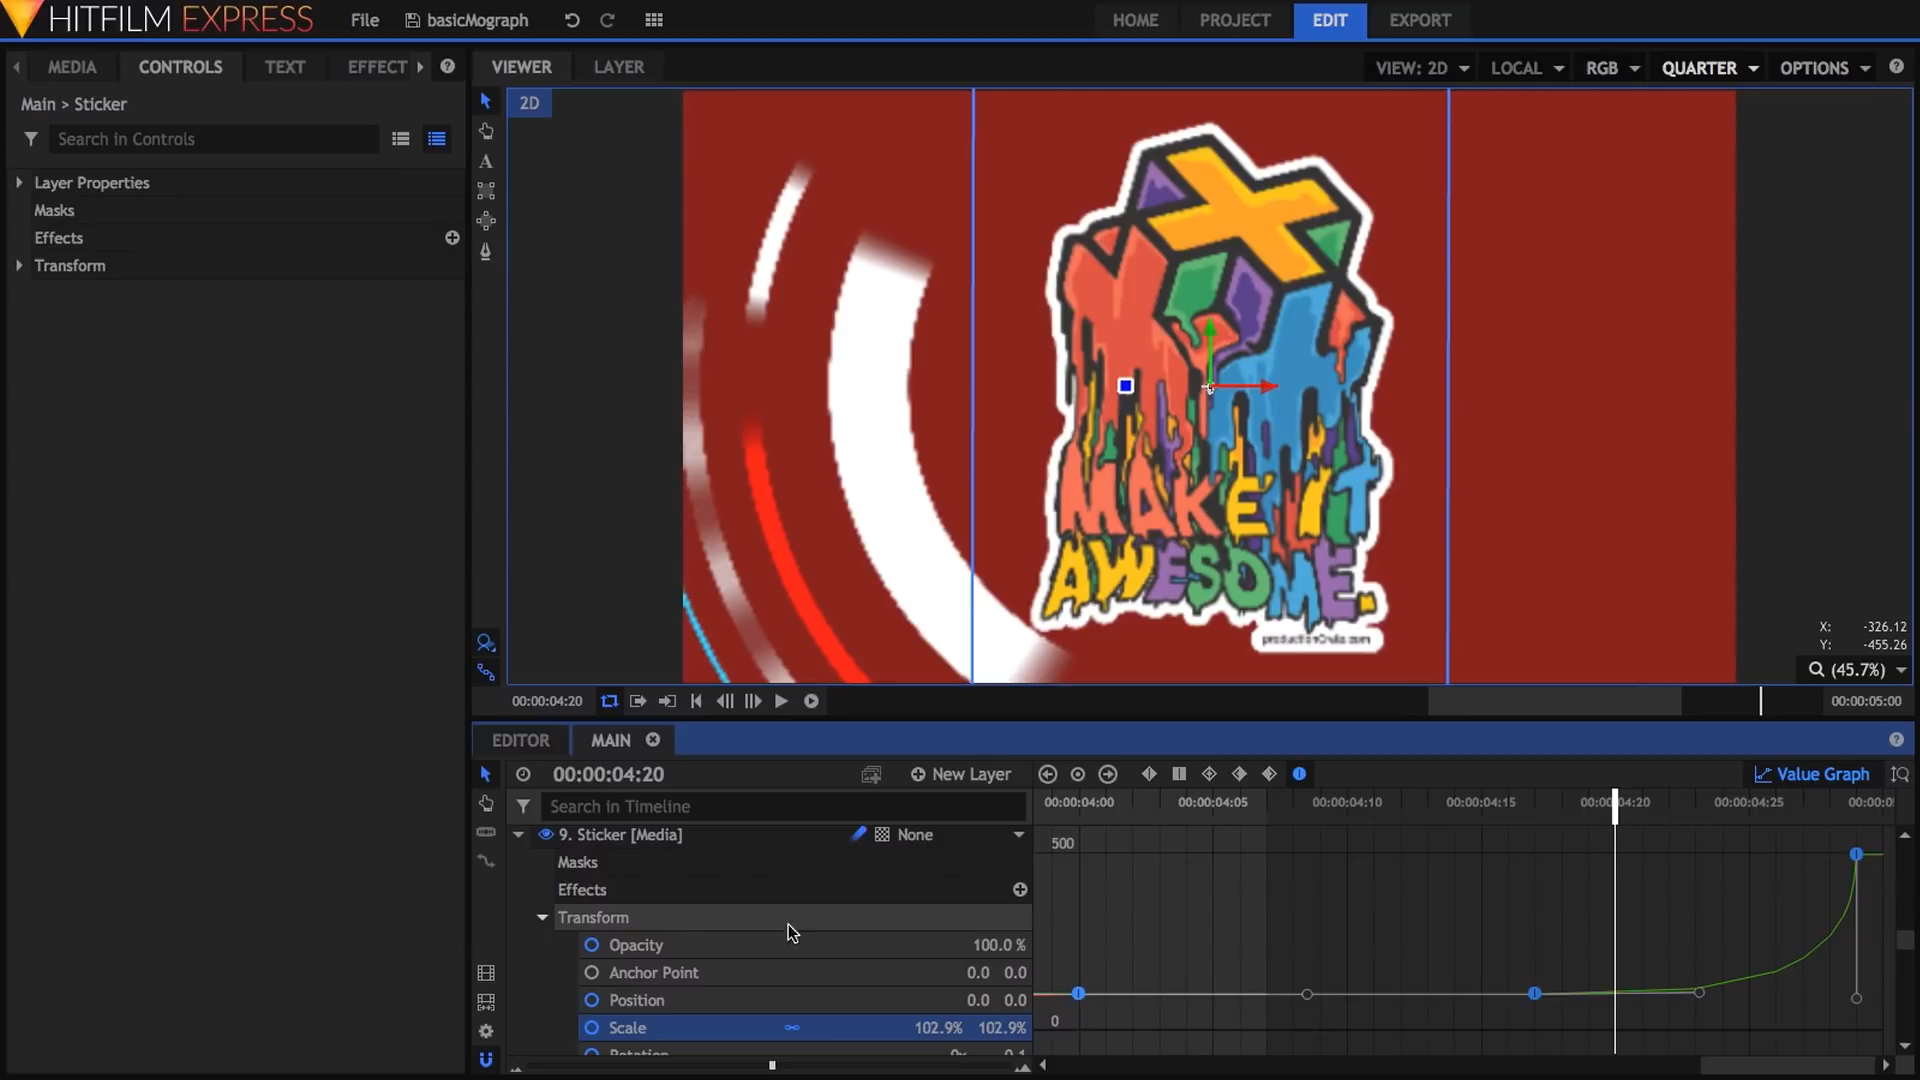 HITFILM EXPRESS File basicMograph HOME PROJECT EDIT EXPORT
MEDIA CONTROLS TEXT EFFECT VIEWER LAYER VIEW: 2D LOCAL RGB QUARTER OPTIONS
Main > Sticker
2D
Search in Controls
Layer Properties
Masks
Effects
Transform
MAKE IT
AWESOME.
productionCrate.com
X: -326.12
Y: -455.26
(45.7%)
00:00:04:20 00:00:05:00
EDITOR MAIN
00:00:04:20 New Layer Value Graph
Search in Timeline 00:00:04:00 00:00:04:05 00:00:04:10 00:00:04:15 00:00:04:20 00:00:04:25
9. Sticker [Media] None 500
Masks
Effects
Transform
Opacity 100.0 %
Anchor Point 0.0 0.0
Position 0.0 0.0
Scale 102.9% 102.9% 0